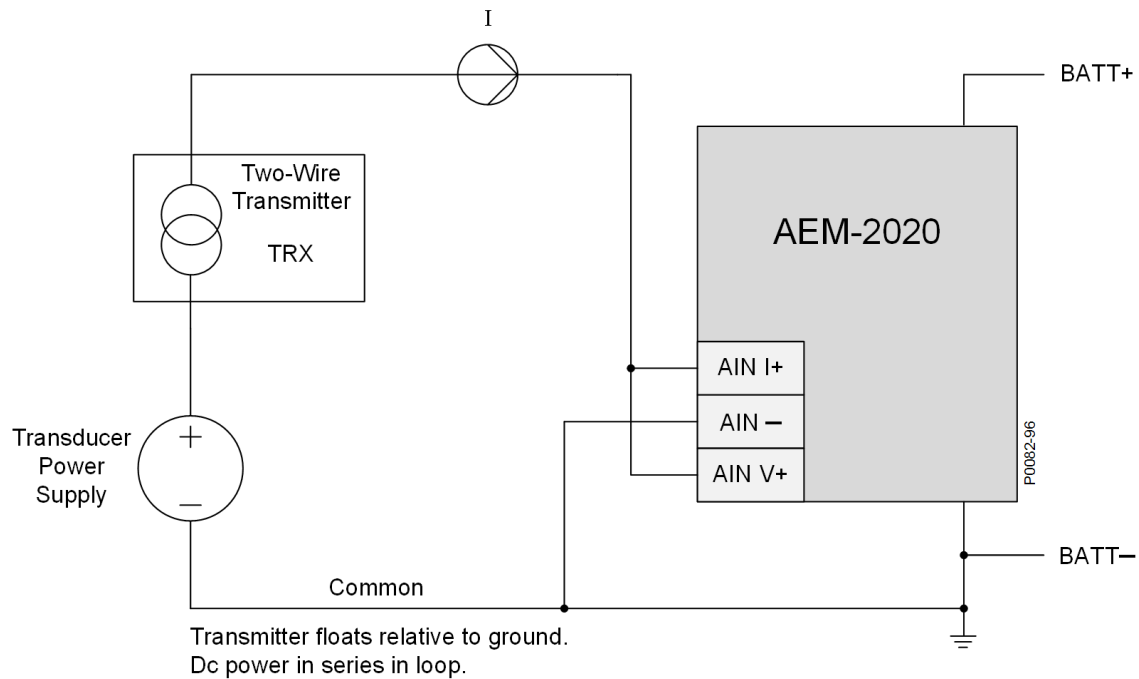 I
BATT+
Two-Wire
Transmitter
TRX
AEM-2020
AIN I+
AIN –
AIN V+
P0082-96
Transducer
Power
Supply
+
–
BATT–
Common
Transmitter floats relative to ground.
Dc power in series in loop.